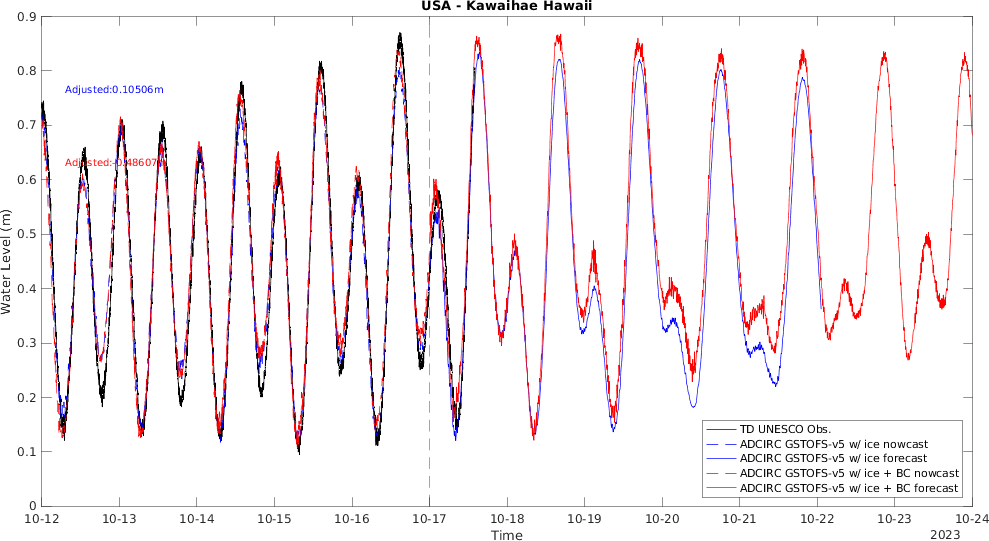 USA - Kawaihae Hawaii
0.9
0.8
0.7
0.6
0.5
0.4
0.3
0.2
0.1
0
Water Level (m)
Adjusted:0.10506m
TD UNESCO Obs.
ADCIRC GSTOFS-v5 w/ ice nowcast
ADCIRC GSTOFS-v5 w/ ice forecast
ADCIRC GSTOFS-v5 w/ ice + BC nowcast
ADCIRC GSTOFS-v5 w/ ice + BC forecast
10-12 10-13 10-14 10-15 10-16 10-17 10-18 10-19 10-20 10-21 10-22 10-23 10-24
Time
2023